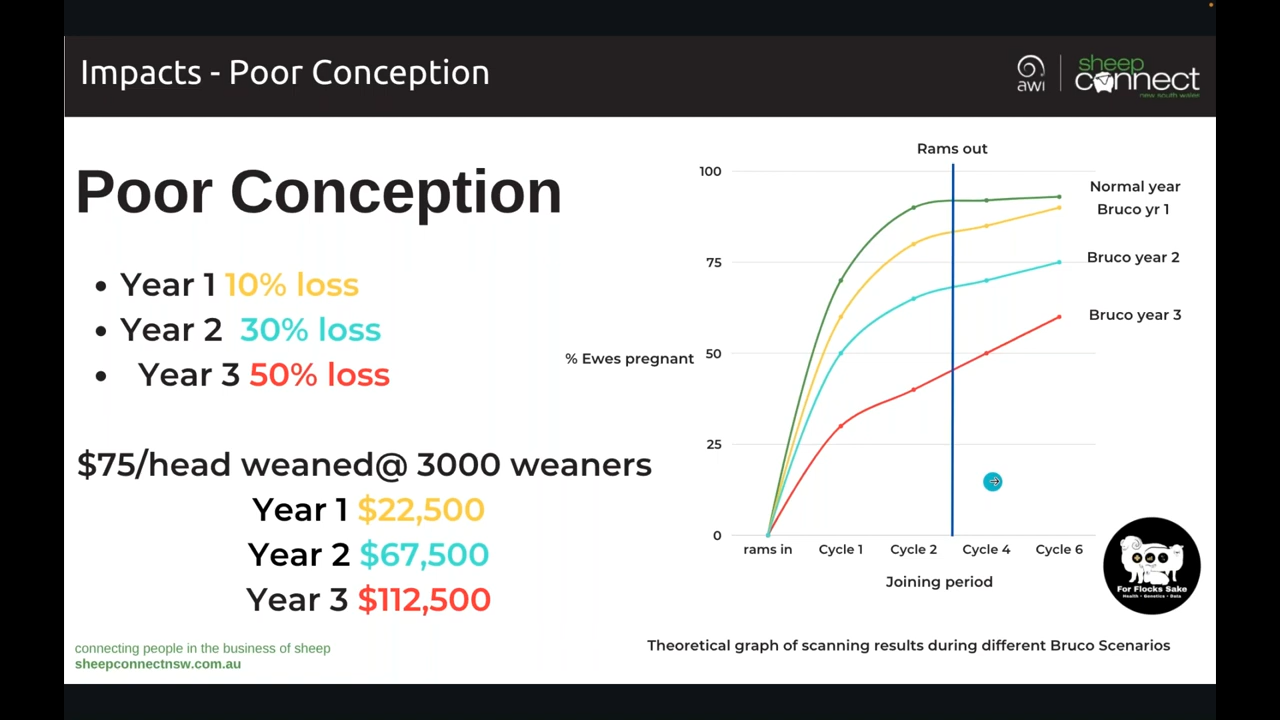 Impacts - Poor Conception
awi
sheep
connect
new south wales
Poor Conception
• Year 1 10% loss
• Year 2 30% loss
• Year 3 50% loss
$75/head weaned@ 3000 weaners
Year 1 $22,500
Year 2 $67,500
Year 3 $112,500
connecting people in the business of sheep
sheepconnectnsw.com.au
Rams out
100
75
50
25
0
% Ewes pregnant
Normal year
Bruco yr 1
Bruco year 2
Bruco year 3
rams in
Cycle 1
Cycle 2
Cycle 4
Cycle 6
Joining period
For Flocks Sake
Health • Genetics • Data
Theoretical graph of scanning results during different Bruco Scenarios